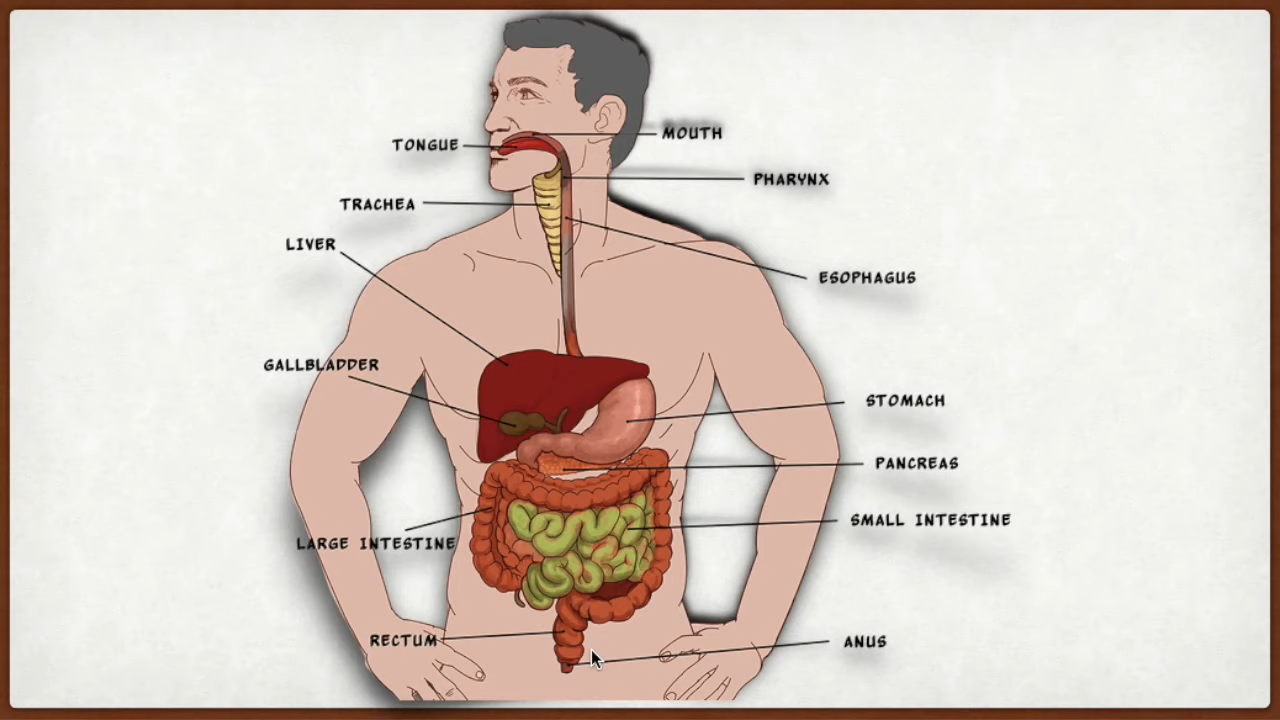 MOUTH
TONGUE
PHARYNX
TRACHEA
LIVER
ESOPHAGUS
GALLBLADDER
STOMACH
PANCREAS
SMALL INTESTINE
LARGE INTESTINE
RECTUM
ANUS